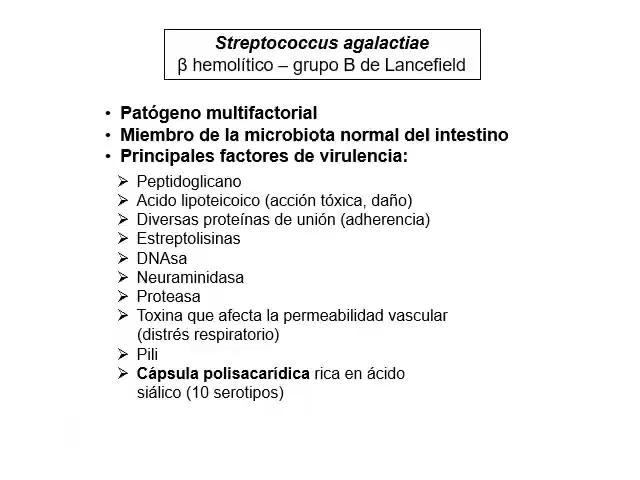 Streptococcus agalactiae
β hemolítico – grupo B de Lancefield
• Patógeno multifactorial
• Miembro de la microbiota normal del intestino
• Principales factores de virulencia:
➢ Peptidoglicano
➢ Acido lipoteicoico (acción tóxica, daño)
➢ Diversas proteínas de unión (adherencia)
➢ Estreptolisinas
➢ DNAsa
➢ Neuraminidasa
➢ Proteasa
➢ Toxina que afecta la permeabilidad vascular
(distrés respiratorio)
➢ Pili
➢ Cápsula polisacarídica rica en ácido
siálico (10 serotipos)